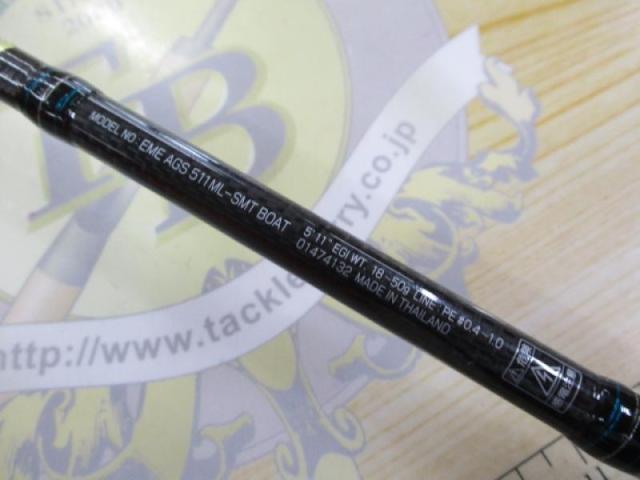 MODEL NO: EME AGS 511ML-SMT BOAT
5'11" EGI WT. 18-50g LINE: PE #0.4-1.0
01474132 MADE IN THAILAND
http://www.tackle
rry.co.jp